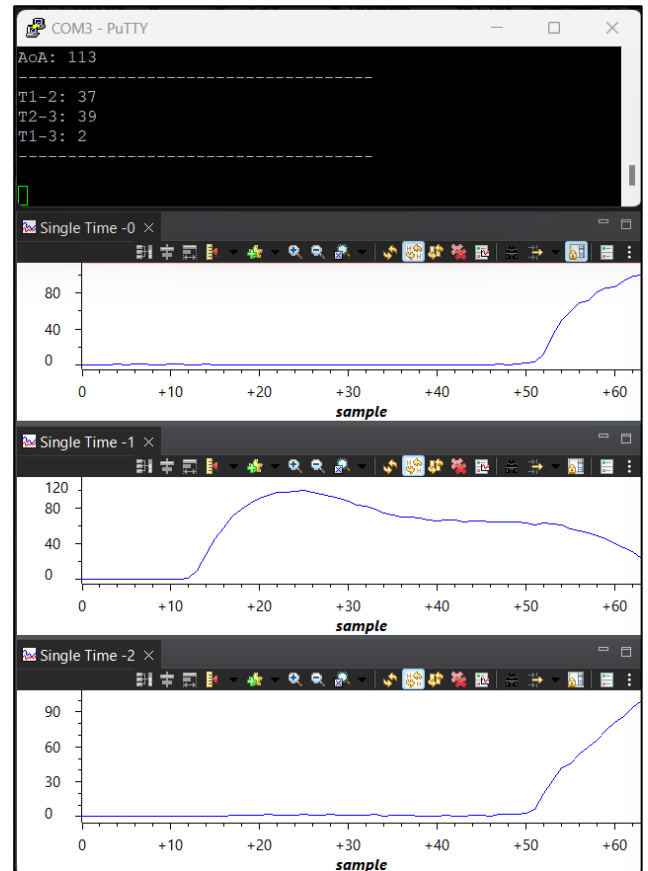 COM3 - PuTTY
AoA: 113
------------------------------------
T1-2: 37
T2-3: 39
T1-3: 2
------------------------------------
Single Time -0
80
40
0
0 +10 +20 +30 +40 +50 +60
sample
Single Time -1
120
80
40
0
0 +10 +20 +30 +40 +50 +60
sample
Single Time -2
90
60
30
0
0 +10 +20 +30 +40 +50 +60
sample